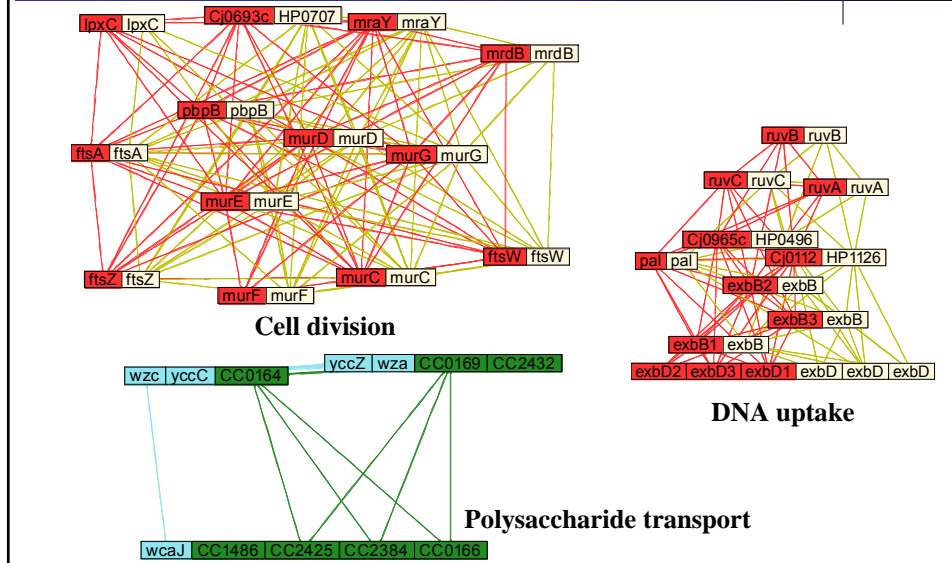 lpxC lpxC
Cj0693c HP0707
mraY mraY
mrdB mrdB
pbpB pbpB
murD murD
ftsA ftsA
murG murG
murE murE
ftsW ftsW
ftsZ ftsZ
murC murC
murF murF
Cell division
ruvB ruvB
ruvC ruvC
ruvA ruvA
Cj0965c HP0496
pal pal
Cj0112 HP1126
exbB2 exbB
exbB3 exbB
exbB1 exbB
exbD2 exbD3 exbD1 exbD exbD exbD
DNA uptake
yccZ wza CC0169 CC2432
wzc yccC CC0164
Polysaccharide transport
wcaJ CC1486 CC2425 CC2384 CC0166